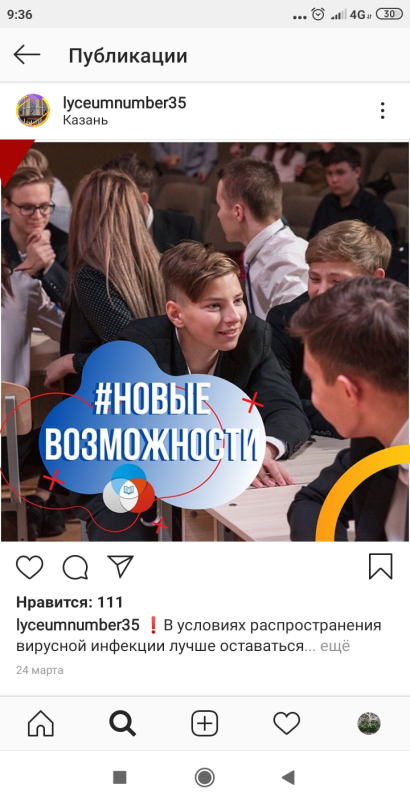 9:36
4G
30
Публикации
lyceumnumber35
Казань
#НОВЫЕ
ВОЗМОЖНОСТИ
Нравится: 111
lyceumnumber35 ❗В условиях распространения
вирусной инфекции лучше оставаться... ещё
24 марта